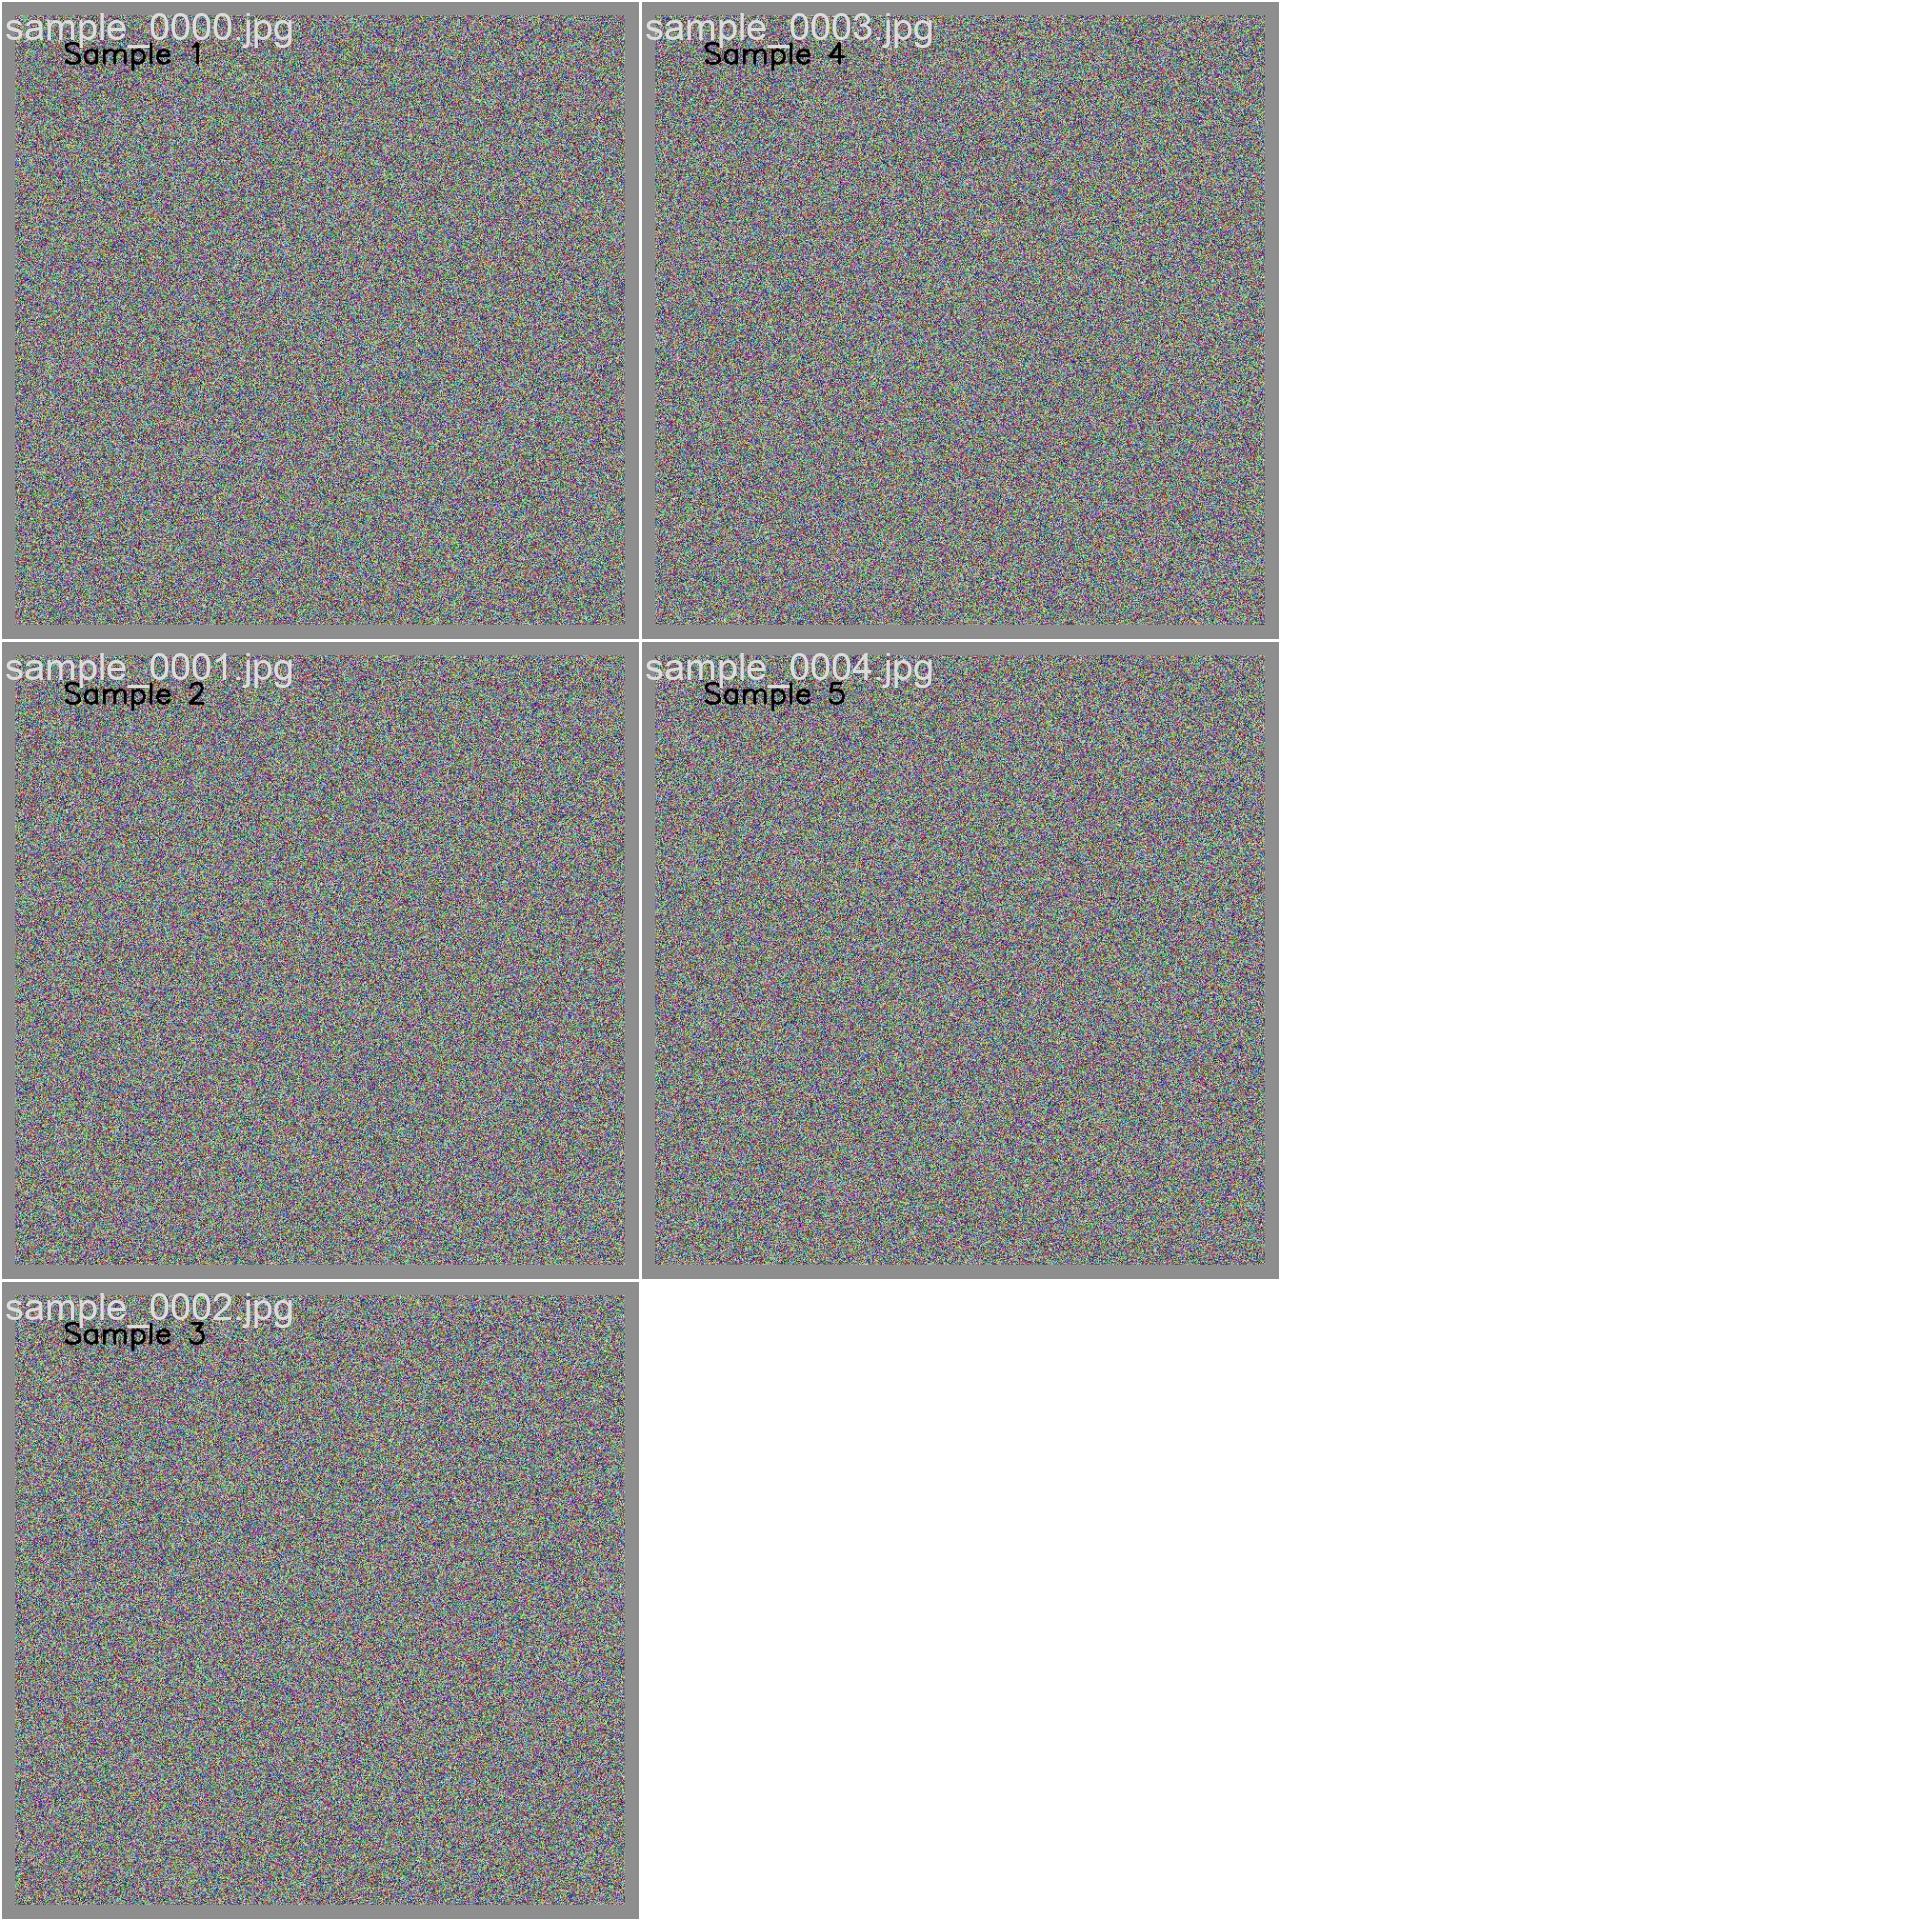 sample_0000.jpg
Sample 1
sample_0003.jpg
Sample 4
sample_0001.jpg
Sample 2
sample_0004.jpg
Sample 5
sample_0002.jpg
Sample 3